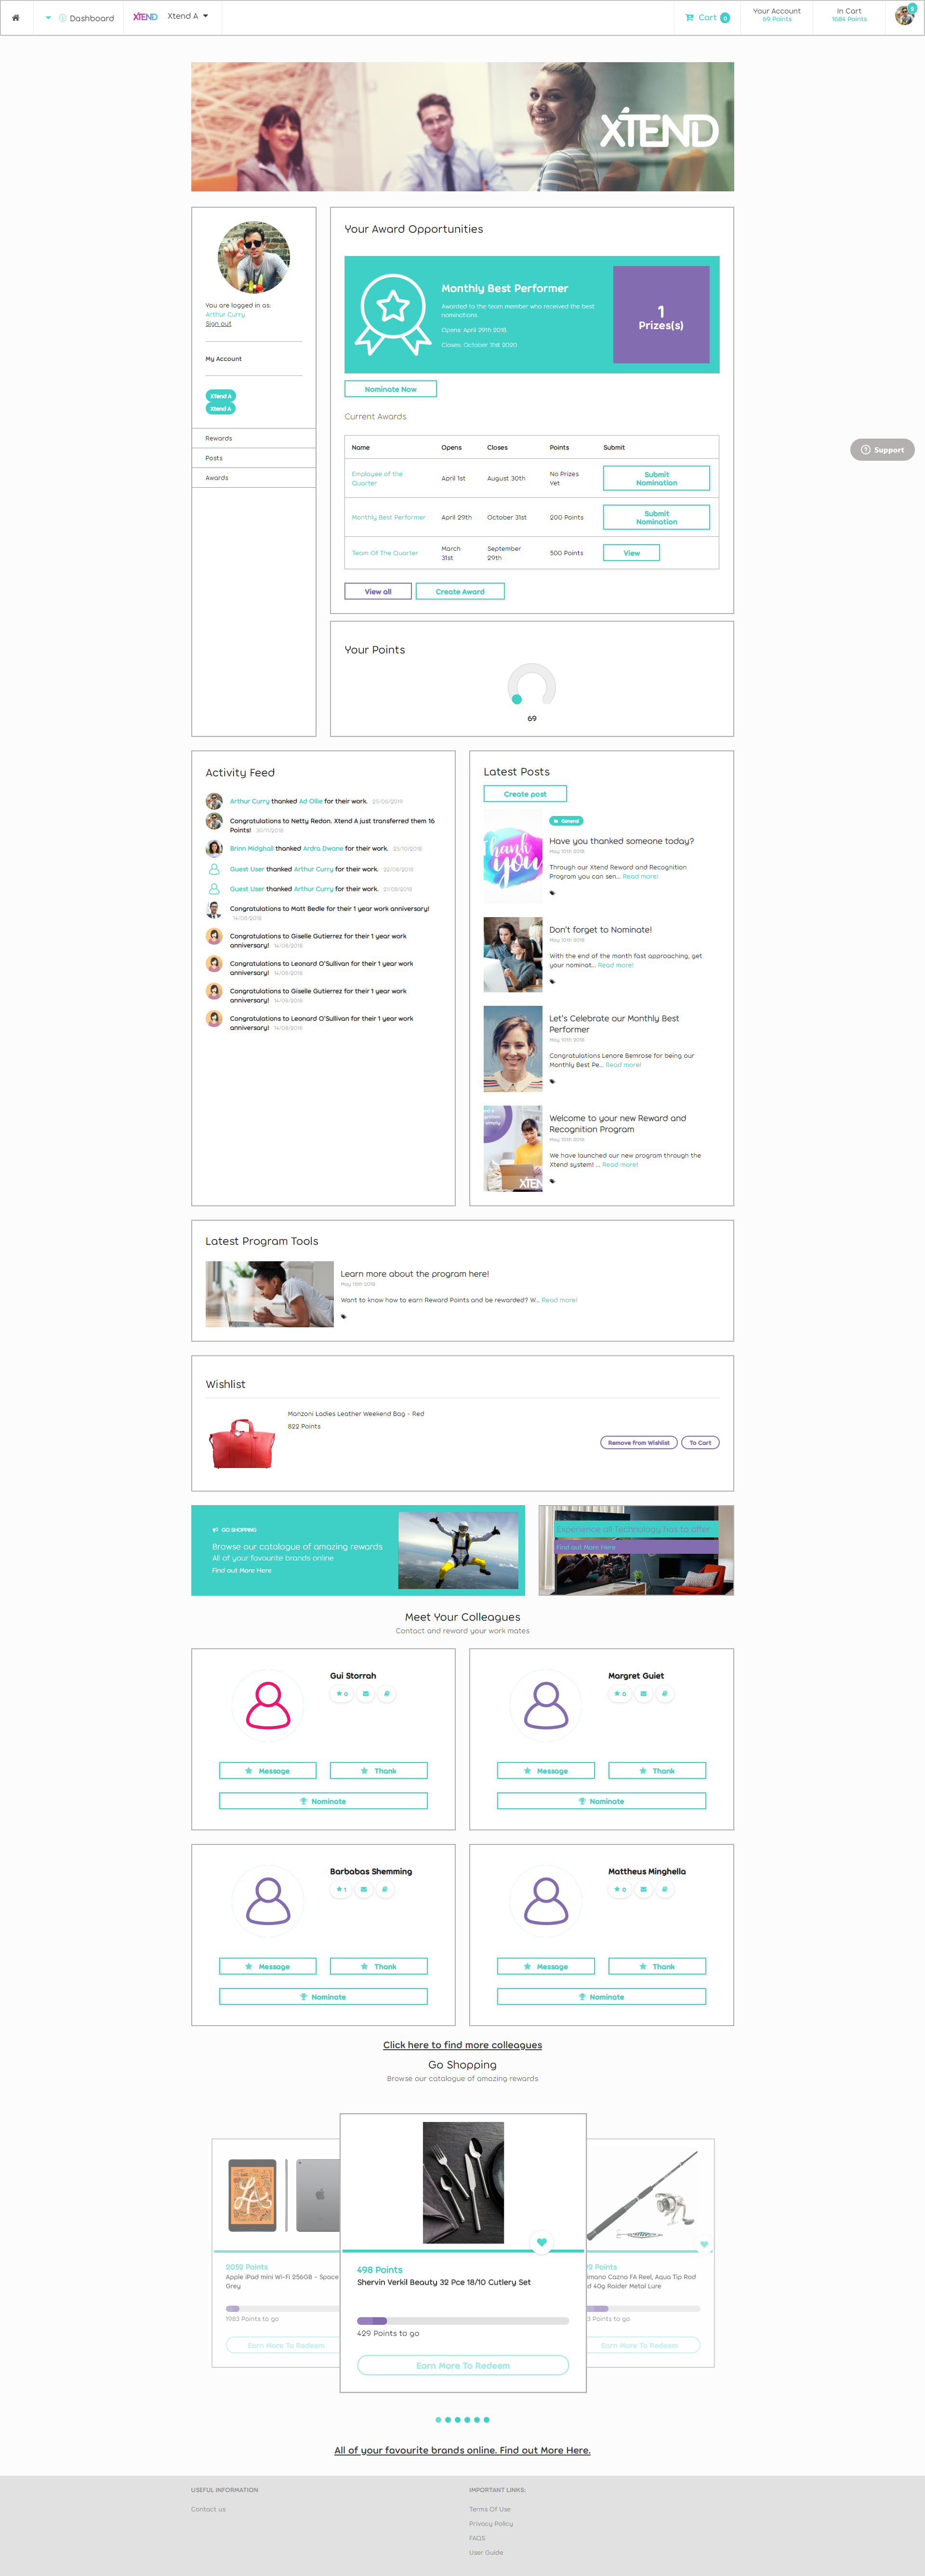 Dashboard
XTEND
Xtend A
Cart 0
Your Account
69 Points
In Cart
1684 Points
2
XTEND
You are logged in as:
Arthur Curry
Sign out
My Account
Xtend A
Xtend A
Rewards
Posts
Awards
Your Award Opportunities
Monthly Best Performer
Awarded to the team member who received the best
nominations.
Opens: April 29th 2018.
Closes: October 31st 2020
1
Prizes(s)
Nominate Now
Current Awards
Name Opens Closes Points Submit
Employee of the
Quarter
April 1st
August 30th
No Prizes
Yet
Submit
Nomination
Monthly Best Performer
April 29th
October 31st
200 Points
Submit
Nomination
Team Of The Quarter
March
31st
September
29th
500 Points
View
View all
Create Award
Your Points
69
Support
Activity Feed
Arthur Curry thanked Ad Ollie for their work. 25/06/2019
Congratulations to Netty Redon. Xtend A just transferred them 16
Points! 30/11/2018
Brinn Midghall thanked Ardra Dwane for their work. 25/10/2018
Guest User thanked Arthur Curry for their work. 22/08/2018
Guest User thanked Arthur Curry for their work. 21/08/2018
Congratulations to Matt Bedle for their 1 year work anniversary!
14/08/2018
Congratulations to Giselle Gutierrez for their 1 year work
anniversary! 14/08/2018
Congratulations to Leonard O'Sullivan for their 1 year work
anniversary! 14/08/2018
Congratulations to Giselle Gutierrez for their 1 year work
anniversary! 14/08/2018
Congratulations to Leonard O'Sullivan for their 1 year work
anniversary! 14/08/2018
Latest Posts
Create post
General
Have you thanked someone today?
May 10th 2018
Through our Xtend Reward and Recognition
Program you can sen... Read more!
Don't forget to Nominate!
May 10th 2018
With the end of the month fast approaching, get
your nominat... Read more!
Let's Celebrate our Monthly Best
Performer
May 10th 2018
Congratulations Lenore Bemrose for being our
Monthly Best Pe... Read more!
Welcome to your new Reward and
Recognition Program
May 10th 2018
We have launched our new program through the
Xtend system! ... Read more!
Latest Program Tools
Learn more about the program here!
May 15th 2018
Want to know how to earn Reward Points and be rewarded? W... Read more!
Wishlist
Manzoni Ladies Leather Weekend Bag - Red
822 Points
Remove from Wishlist
To Cart
GO SHOPPING
Browse our catalogue of amazing rewards
All of your favourite brands online
Find out More Here
Experience all Technology has to offer
Find out More Here
Meet Your Colleagues
Contact and reward your work mates
Gui Storrah
0
Message
Thank
Nominate
Margret Guiet
0
Message
Thank
Nominate
Barbabas Shemming
1
Message
Thank
Nominate
Mattheus Minghella
0
Message
Thank
Nominate
Click here to find more colleagues
Go Shopping
Browse our catalogue of amazing rewards
2052 Points
Apple iPad mini Wi-Fi 256GB - Space
Grey
1983 Points to go
Earn More To Redeem
498 Points
Shervin Verkil Beauty 32 Pce 18/10 Cutlery Set
429 Points to go
Earn More To Redeem
Points
Cazna FA Reel, Aqua Tip Rod
40g Raider Metal Lure
Points to go
Earn More To Redeem
All of your favourite brands online. Find out More Here.
USEFUL INFORMATION
Contact us
IMPORTANT LINKS:
Terms Of Use
Privacy Policy
FAQS
User Guide